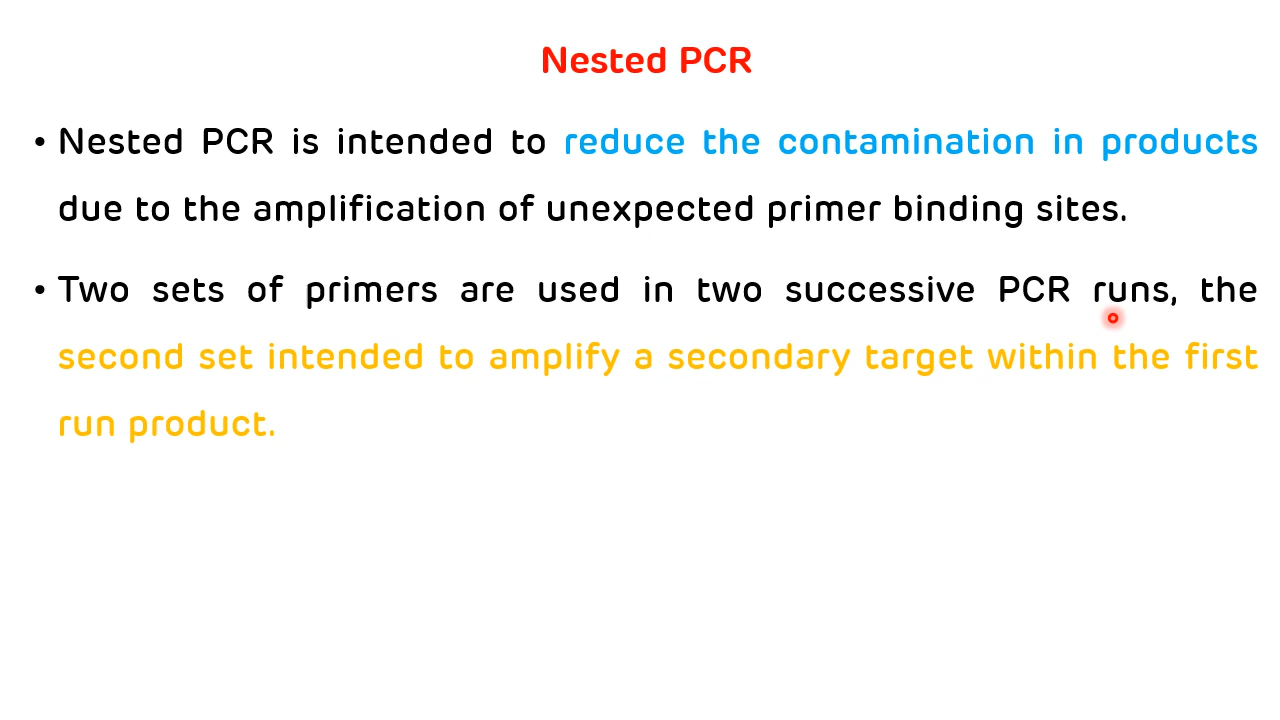 Nested PCR
• Nested PCR is intended to reduce the contamination in products
due to the amplification of unexpected primer binding sites.
• Two sets of primers are used in two successive PCR runs, the
second set intended to amplify a secondary target within the first
run product.